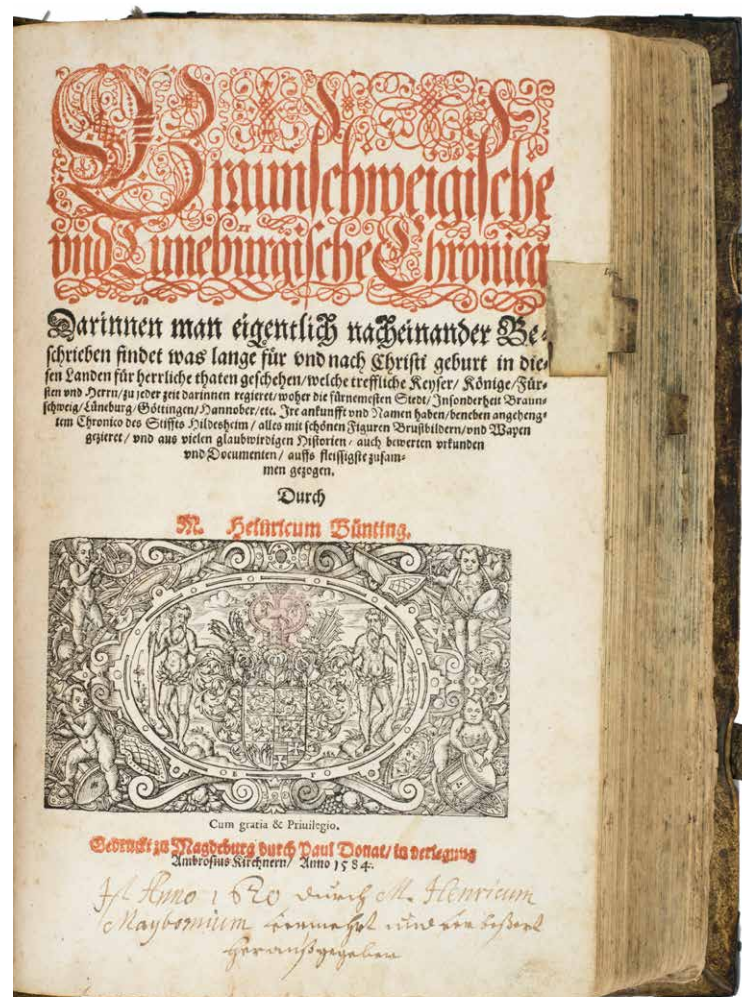 Braunschweigische
vnd Lüneburgische Chronica
Darinnen man eigentlich nacheinander Be-
schrieben findet was lange für vnd nach Christi geburt in die-
sen Landen für herrliche thaten geschehen/welche treffliche Keyser/ Könige/Für-
sten vnd Herrn/zu jeder zeit darinnen regieret/woher die fürnemesten Stedt/Insonderheit Braun-
schweig/Lüneburg/Göttingen/Hannober/etc. Ire ankunfft vnd Namen haben/beneben angeheng-
tem Chronico des Stiffts Hildesheim/ alles mit schönen Figuren Brustbildern/vnd Wapen
gezieret/ vnd aus vielen glaubwirdigen Historien/ auch bewerten vrkunden
vnd Documenten/ auffs fleissigste zusam-
men gezogen.
Durch
M. Heinricum Bünting.
Cum gratia & Priuilegio.
Gedruckt zu Magdeburg durch Paul Donat/ in verlegung
Ambrosius Kirchnern/ Anno 1584.
Ist Anno 1620 durch M. Henricum
Maybomium vermehrt und verbeßert
herausgegeben